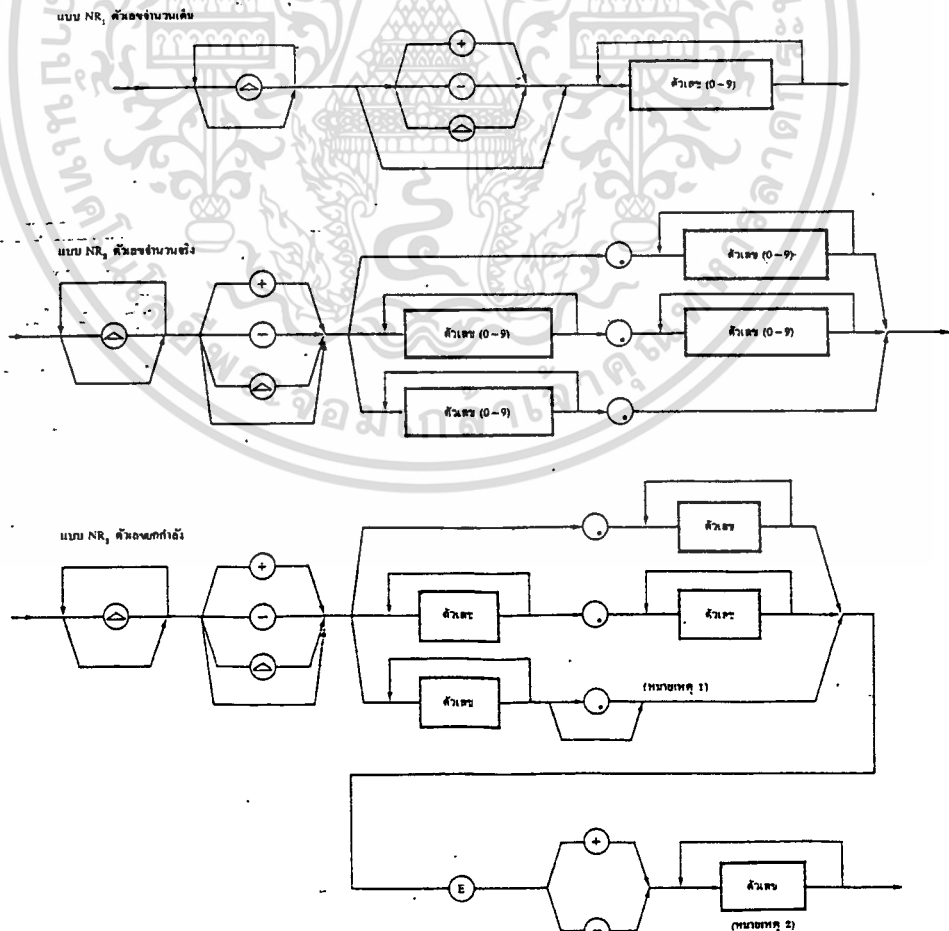 แบบ NR₁ ตัวเลขจำนวนเต็ม
+
−
△
△
ตัวเลข (0~9)
แบบ NR₂ ตัวเลขจำนวนจริง
+
−
△
△
.
ตัวเลข (0~9)
ตัวเลข (0~9)
.
ตัวเลข (0~9)
ตัวเลข (0~9)
.
แบบ NR₃ ตัวเลขยกกำลัง
+
−
△
△
.
ตัวเลข
ตัวเลข
.
ตัวเลข
ตัวเลข
.
(หมายเหตุ 1)
E
+
−
ตัวเลข
(หมายเหตุ 2)